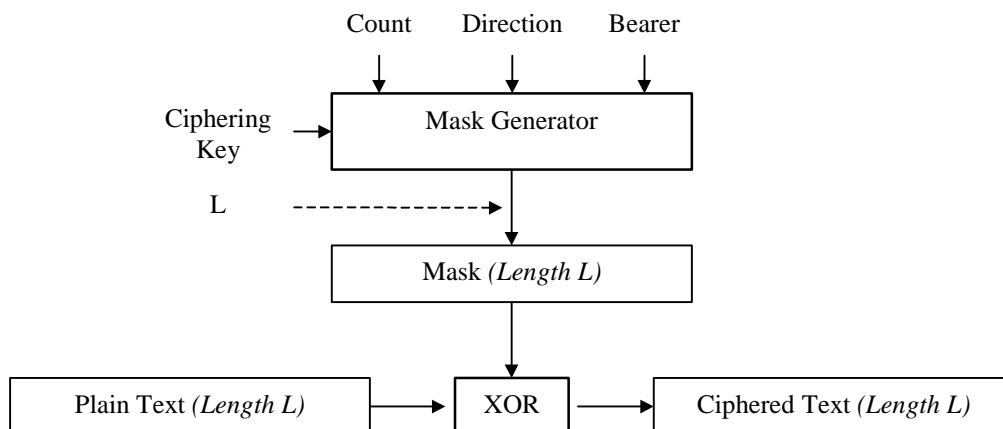 Count Direction Bearer
Mask Generator
Ciphering
Key
L
Mask (Length L)
Plain Text (Length L) XOR Ciphered Text (Length L)